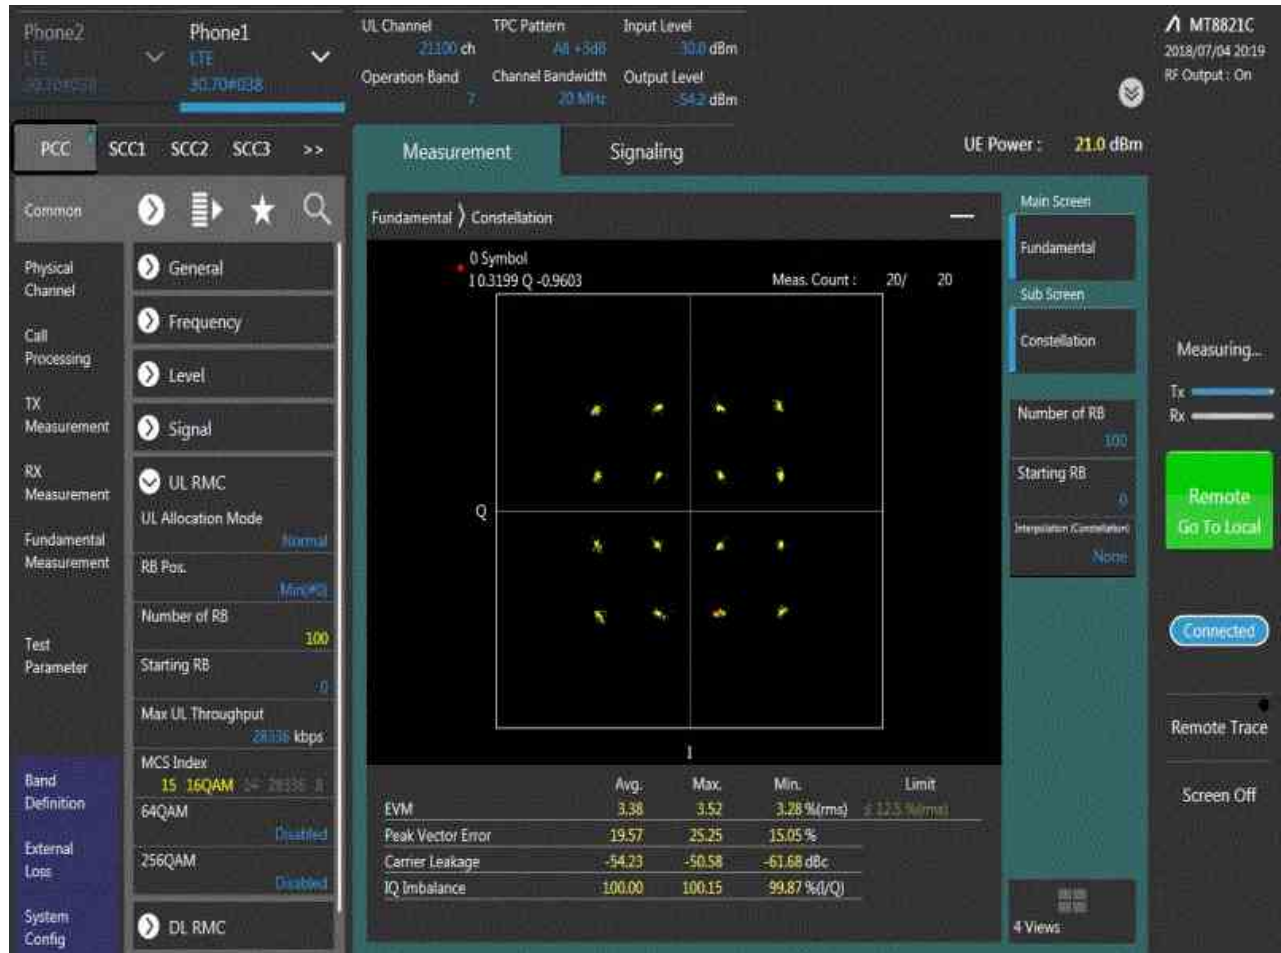 Phone2
LTE
Phone1
LTE
30.70#038
UL Channel
21100 ch
TPC Pattern
All +3dB
Input Level
30.0 dBm
Operation Band
7
Channel Bandwidth
20 MHz
Output Level
-54.2 dBm
MT8821C
2018/07/04 20:19
RF Output : On
PCC SCC1 SCC2 SCC3 >>
Measurement
Signaling
UE Power : 21.0 dBm
Common
Physical
Channel
Call
Processing
TX
Measurement
RX
Measurement
Fundamental
Measurement
Test
Parameter
Band
Definition
External
Loss
System
Config
General
Frequency
Level
Signal
UL RMC
UL Allocation Mode
Normal
RB Pos.
Min(#0)
Number of RB
100
Starting RB
0
Max UL Throughput
28336 kbps
MCS Index
15 16QAM 14 28336 8
64QAM
Disabled
256QAM
Disabled
DL RMC
Fundamental Constellation
0 Symbol
I 0.3199 Q -0.9603
Meas. Count : 20/ 20
Q
I
Avg. Max. Min. Limit
EVM 3.38 3.52 3.28 %(rms) ≤ 12.5 %(rms)
Peak Vector Error 19.57 25.25 15.05 %
Carrier Leakage -54.23 -50.58 -61.68 dBc
IQ Imbalance 100.00 100.15 99.87 %(I/Q)
Main Screen
Fundamental
Sub Screen
Constellation
Number of RB
100
Starting RB
0
Interpolation (Constellation)
None
4 Views
Measuring...
Tx
Rx
Remote
Go To Local
Connected
Remote Trace
Screen Off